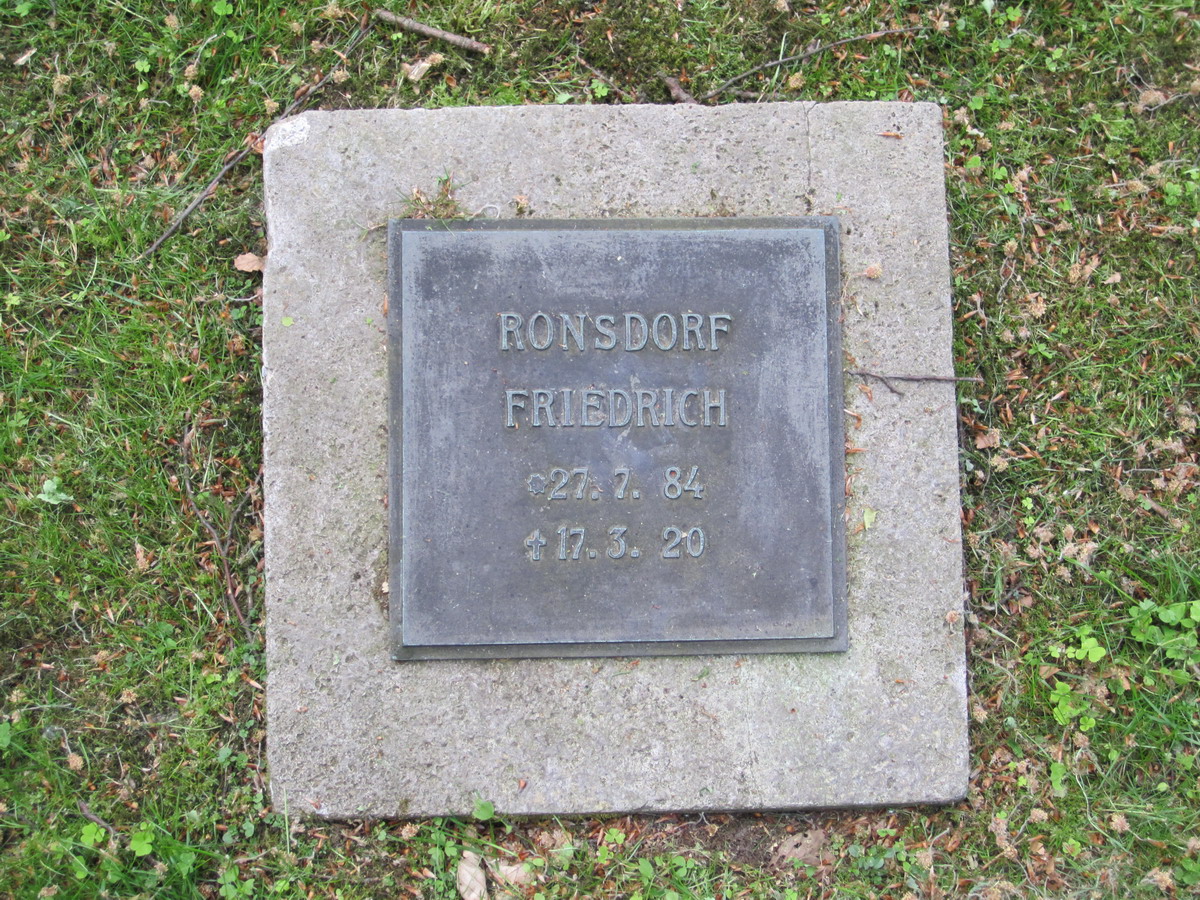 RONSDORF
FRIEDRICH
*27. 7. 84
✝17. 3. 20